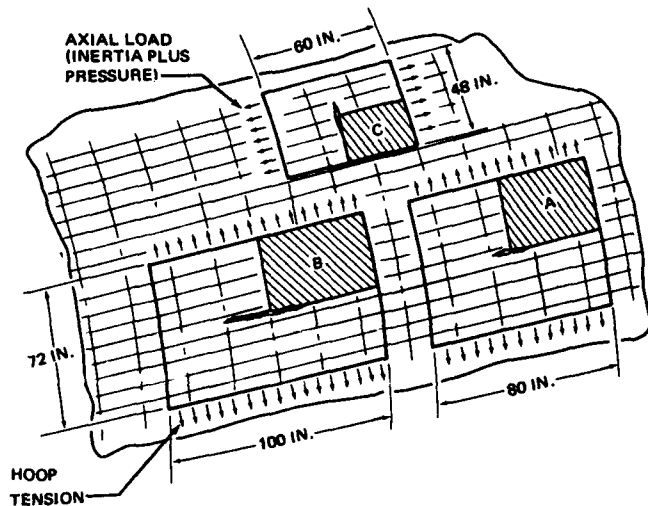 AXIAL LOAD
(INERTIA PLUS
PRESSURE)
60 IN.
48 IN.
C
A
B
72 IN.
80 IN.
100 IN.
HOOP
TENSION